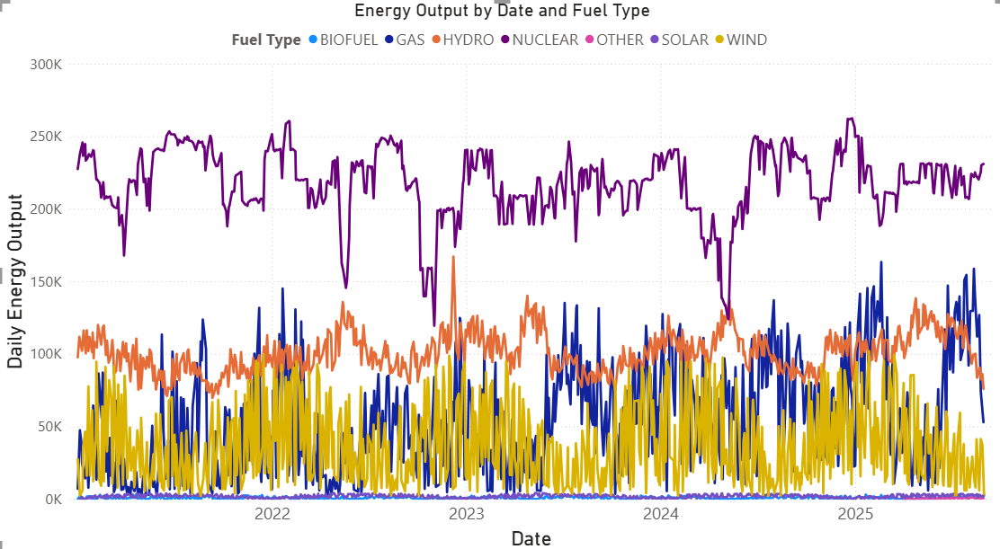 Energy Output by Date and Fuel Type
Fuel Type BIOFUEL GAS HYDRO NUCLEAR OTHER SOLAR WIND
300K
250K
200K
150K
100K
50K
0K
Daily Energy Output
2022 2023 2024 2025
Date